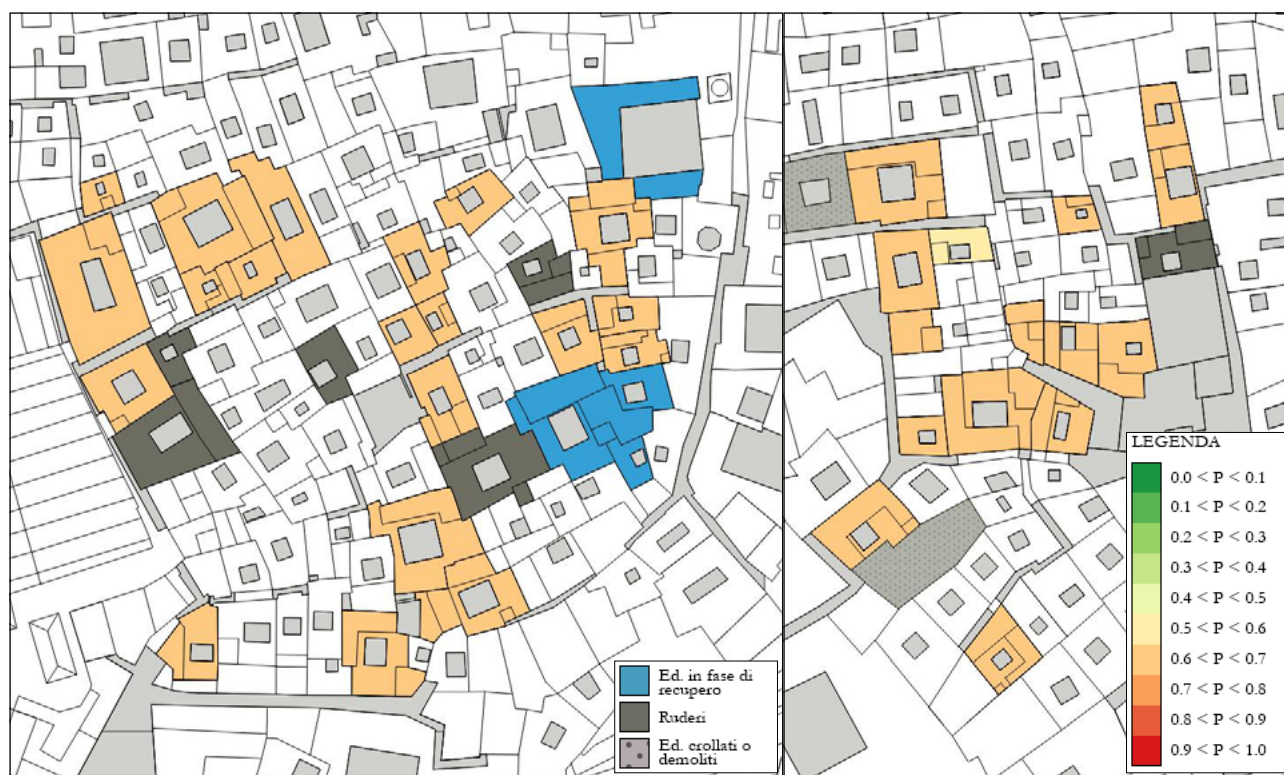 Ed. in fase di
recupero
Ruderi
Ed. crollati o
demoliti
LEGENDA
0.0 < P < 0.1
0.1 < P < 0.2
0.2 < P < 0.3
0.3 < P < 0.4
0.4 < P < 0.5
0.5 < P < 0.6
0.6 < P < 0.7
0.7 < P < 0.8
0.8 < P < 0.9
0.9 < P < 1.0